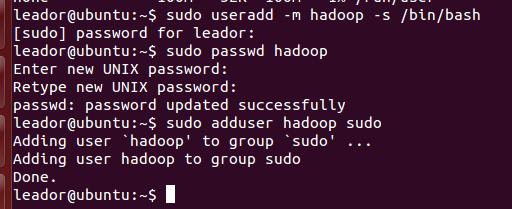 leador@ubuntu:~$ sudo useradd -m hadoop -s /bin/bash
[sudo] password for leador:
leador@ubuntu:~$ sudo passwd hadoop
Enter new UNIX password:
Retype new UNIX password:
passwd: password updated successfully
leador@ubuntu:~$ sudo adduser hadoop sudo
Adding user `hadoop' to group `sudo' ...
Adding user hadoop to group sudo
Done.
leador@ubuntu:~$